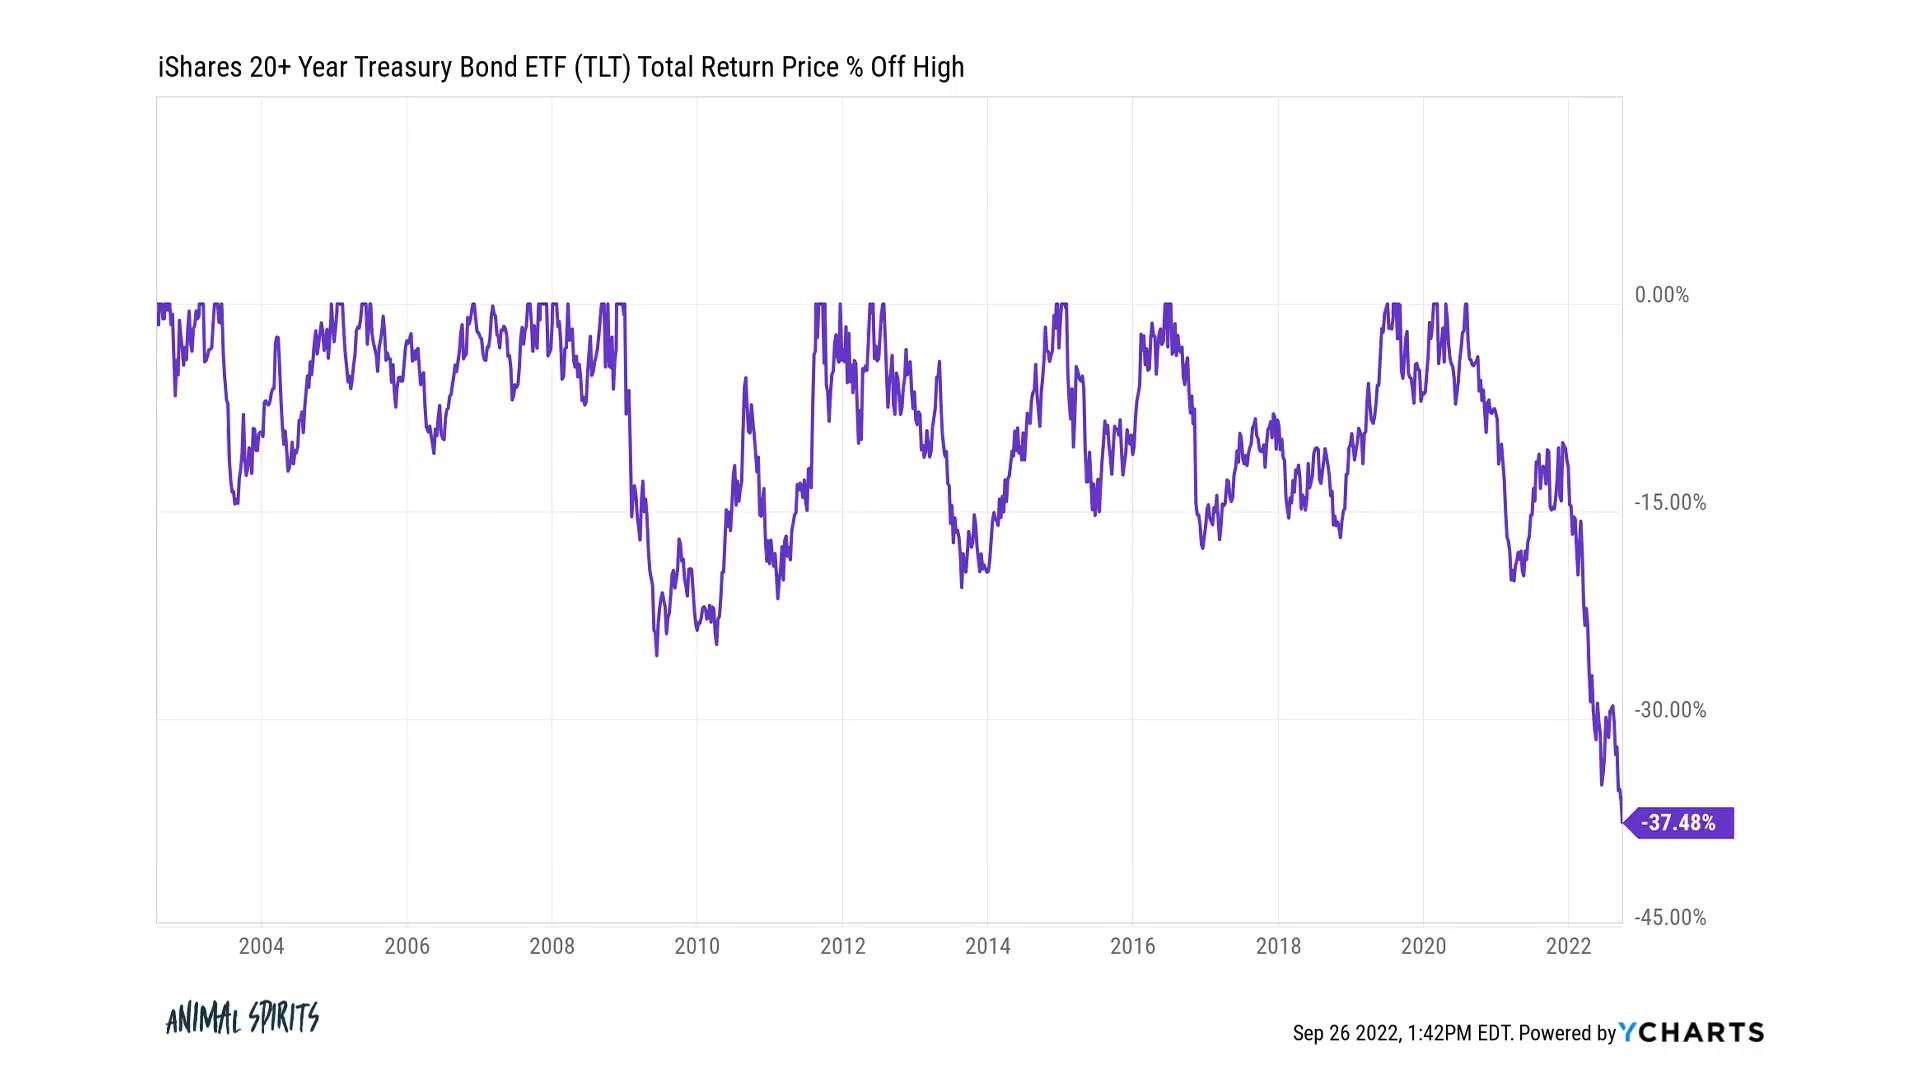 iShares 20+ Year Treasury Bond ETF (TLT) Total Return Price % Off High
0.00%
-15.00%
-30.00%
-37.48%
-45.00%
2004 2006 2008 2010 2012 2014 2016 2018 2020 2022
ANIMAL SPIRITS
Sep 26 2022, 1:42PM EDT. Powered by YCHARTS